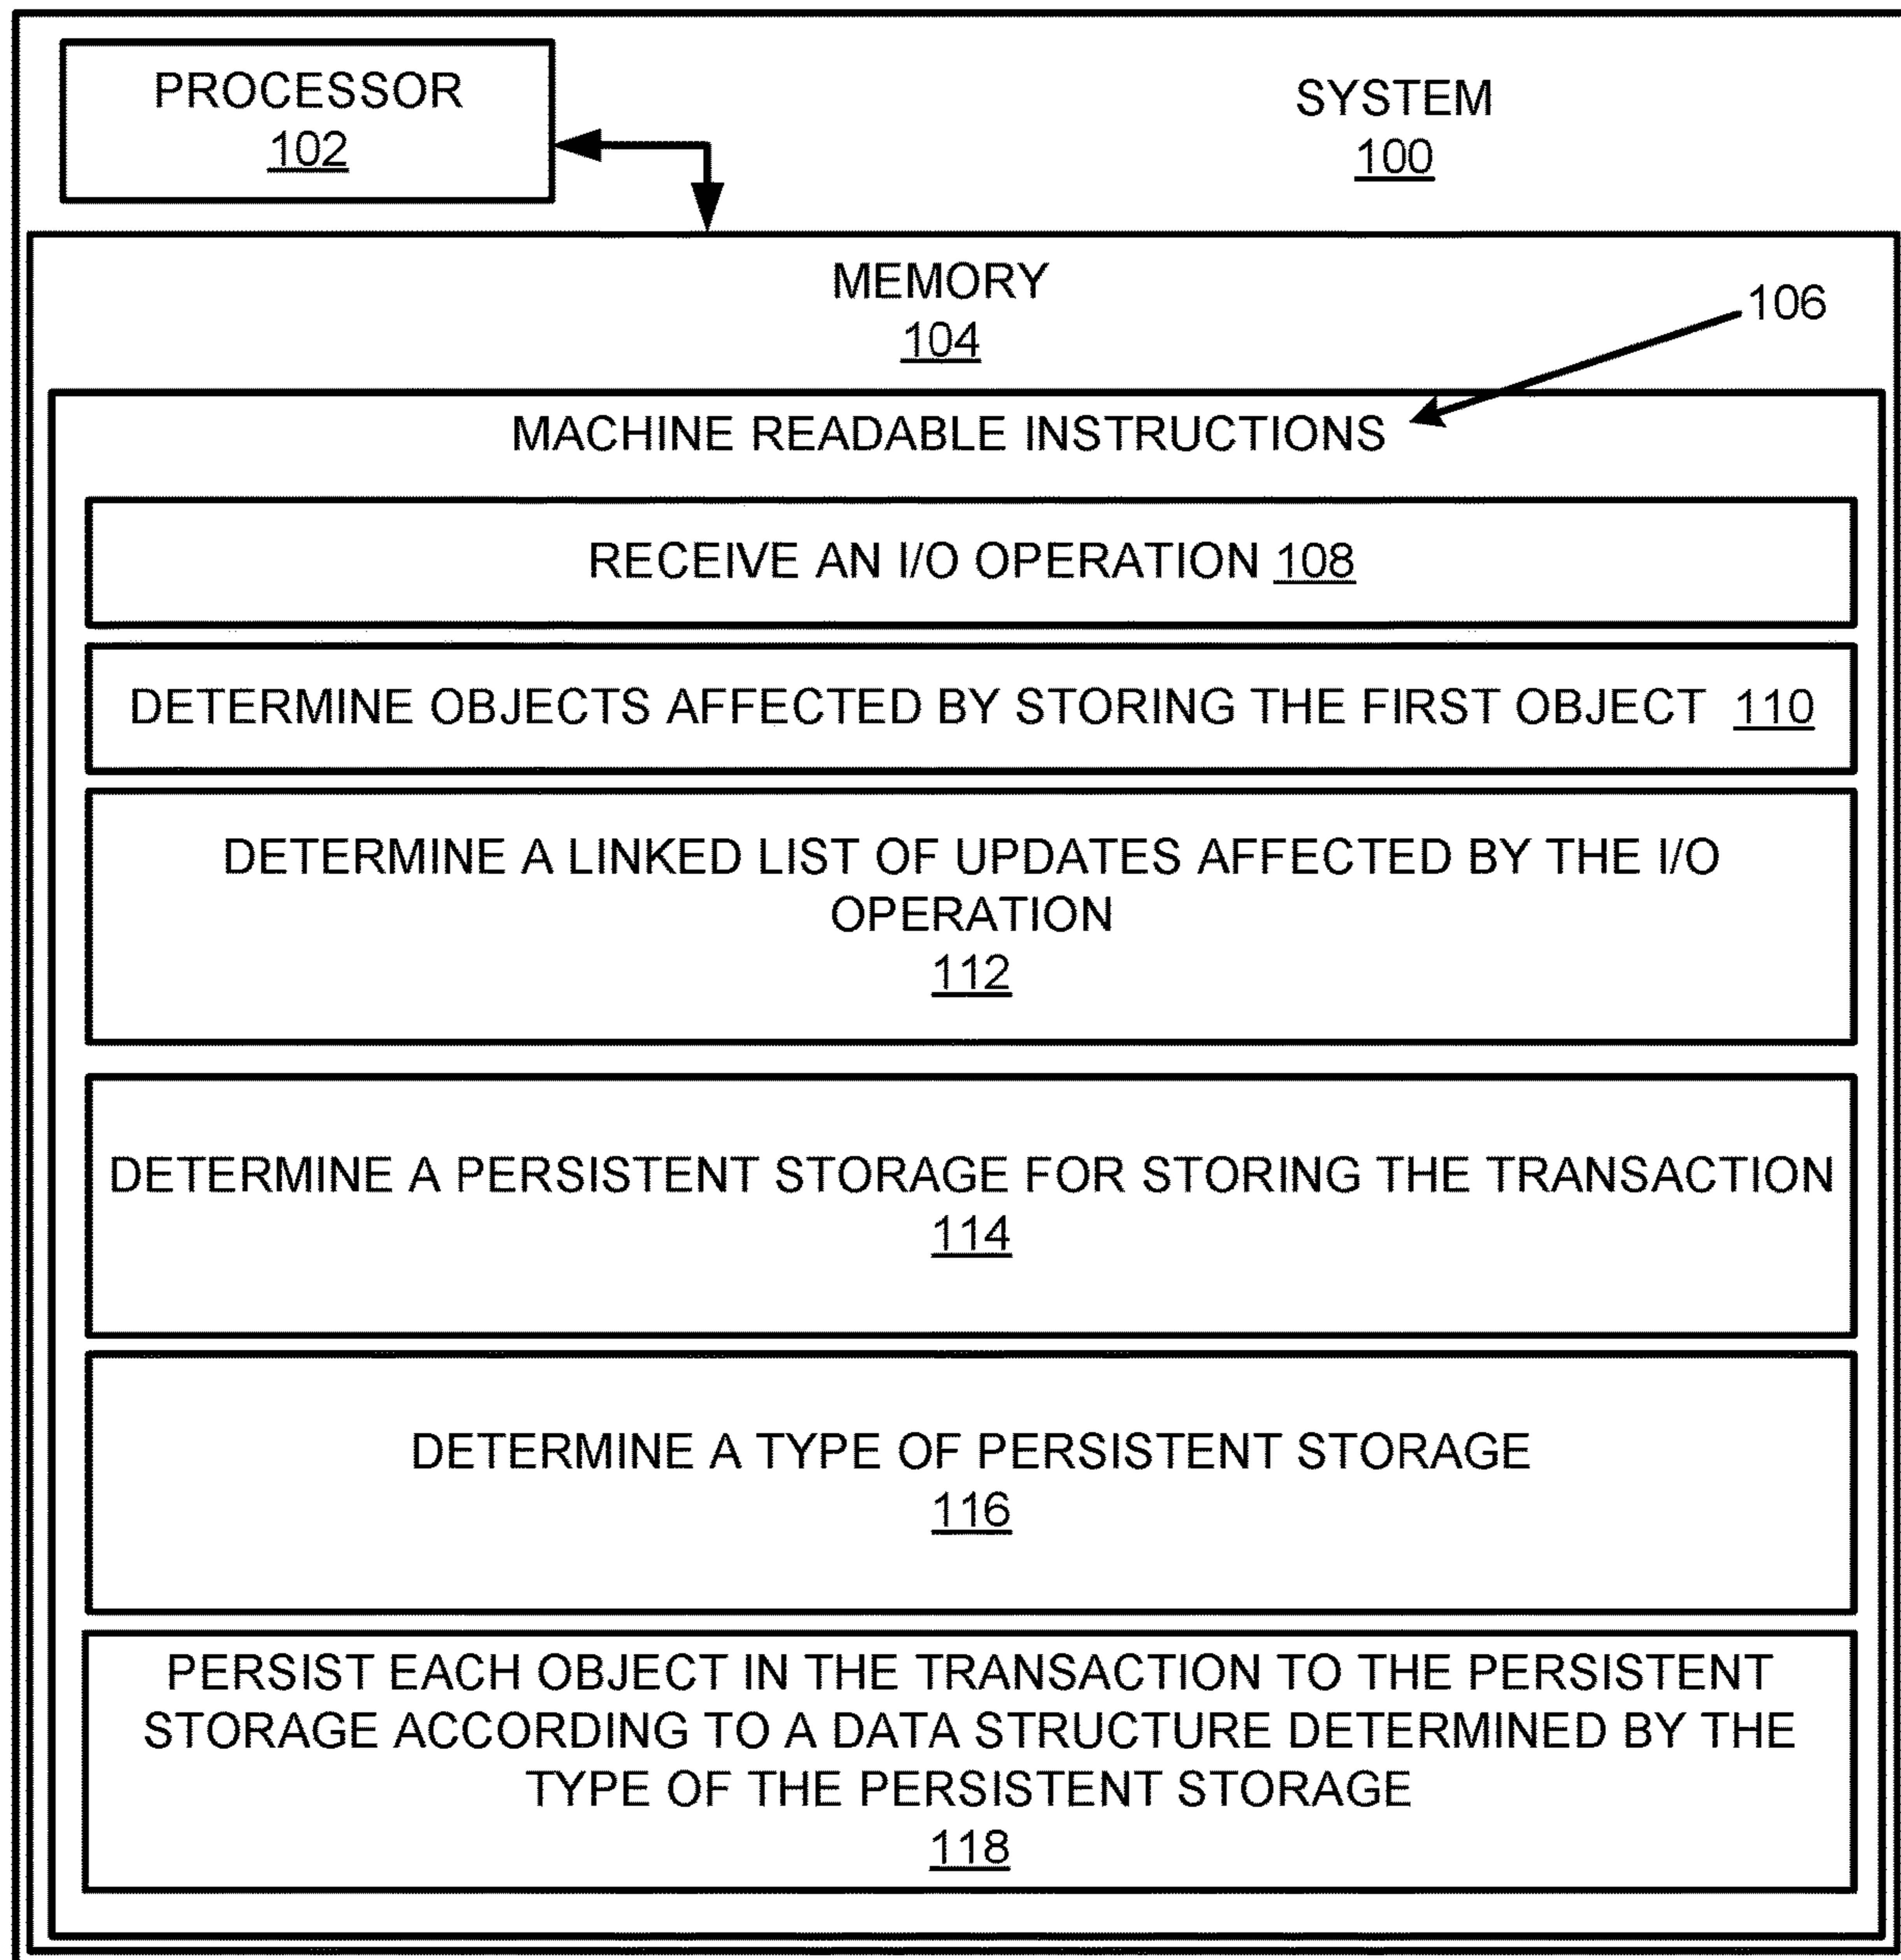 PROCESSOR
102
SYSTEM
100
MEMORY
104
106
MACHINE READABLE INSTRUCTIONS
RECEIVE AN I/O OPERATION 108
DETERMINE OBJECTS AFFECTED BY STORING THE FIRST OBJECT 110
DETERMINE A LINKED LIST OF UPDATES AFFECTED BY THE I/O
OPERATION
112
DETERMINE A PERSISTENT STORAGE FOR STORING THE TRANSACTION
114
DETERMINE A TYPE OF PERSISTENT STORAGE
116
PERSIST EACH OBJECT IN THE TRANSACTION TO THE PERSISTENT
STORAGE ACCORDING TO A DATA STRUCTURE DETERMINED BY THE
TYPE OF THE PERSISTENT STORAGE
118